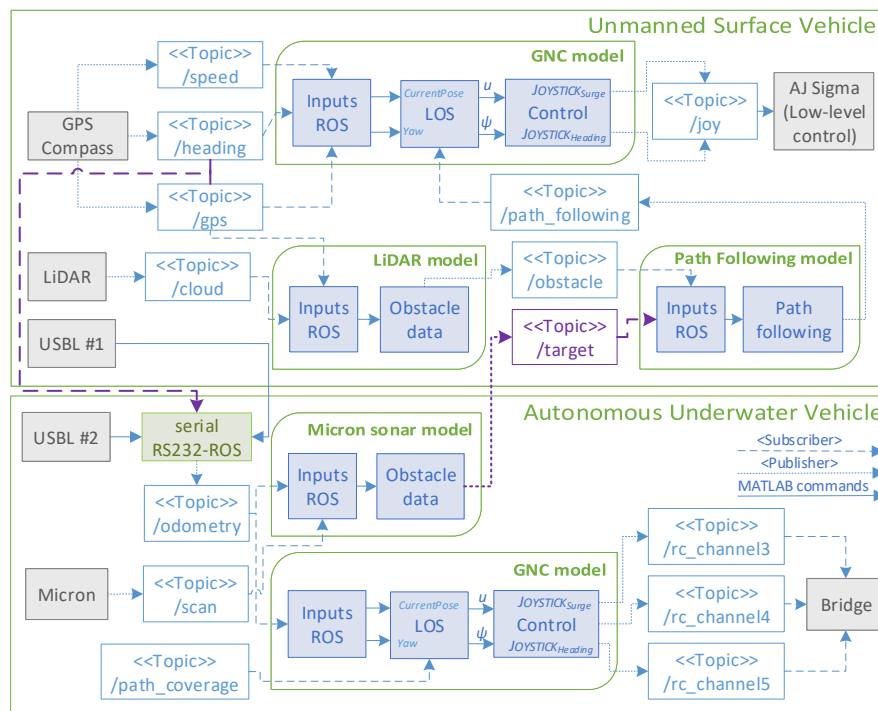 Unmanned Surface Vehicle
<<Topic>>
/speed
GNC model
GPS
Compass
<<Topic>>
/heading
<<Topic>>
/gps
Inputs
ROS
CurrentPose
LOS
Yaw
u
ψ
JOYSTICKSurge
Control
JOYSTICKHeading
<<Topic>>
/joy
AJ Sigma
(Low-level
control)
<<Topic>>
/path_following
LiDAR
<<Topic>>
/cloud
LiDAR model
Inputs
ROS
Obstacle
data
<<Topic>>
/obstacle
<<Topic>>
/target
Path Following model
Inputs
ROS
Path
following
USBL #1
Autonomous Underwater Vehicle
USBL #2
serial
RS232-ROS
<<Topic>>
/odometry
Micron sonar model
Inputs
ROS
Obstacle
data
<Subscriber>
<Publisher>
MATLAB commands
Micron
<<Topic>>
/scan
<<Topic>>
/path_coverage
GNC model
Inputs
ROS
CurrentPose
LOS
Yaw
u
ψ
JOYSTICKSurge
Control
JOYSTICKHeading
<<Topic>>
/rc_channel3
<<Topic>>
/rc_channel4
<<Topic>>
/rc_channel5
Bridge